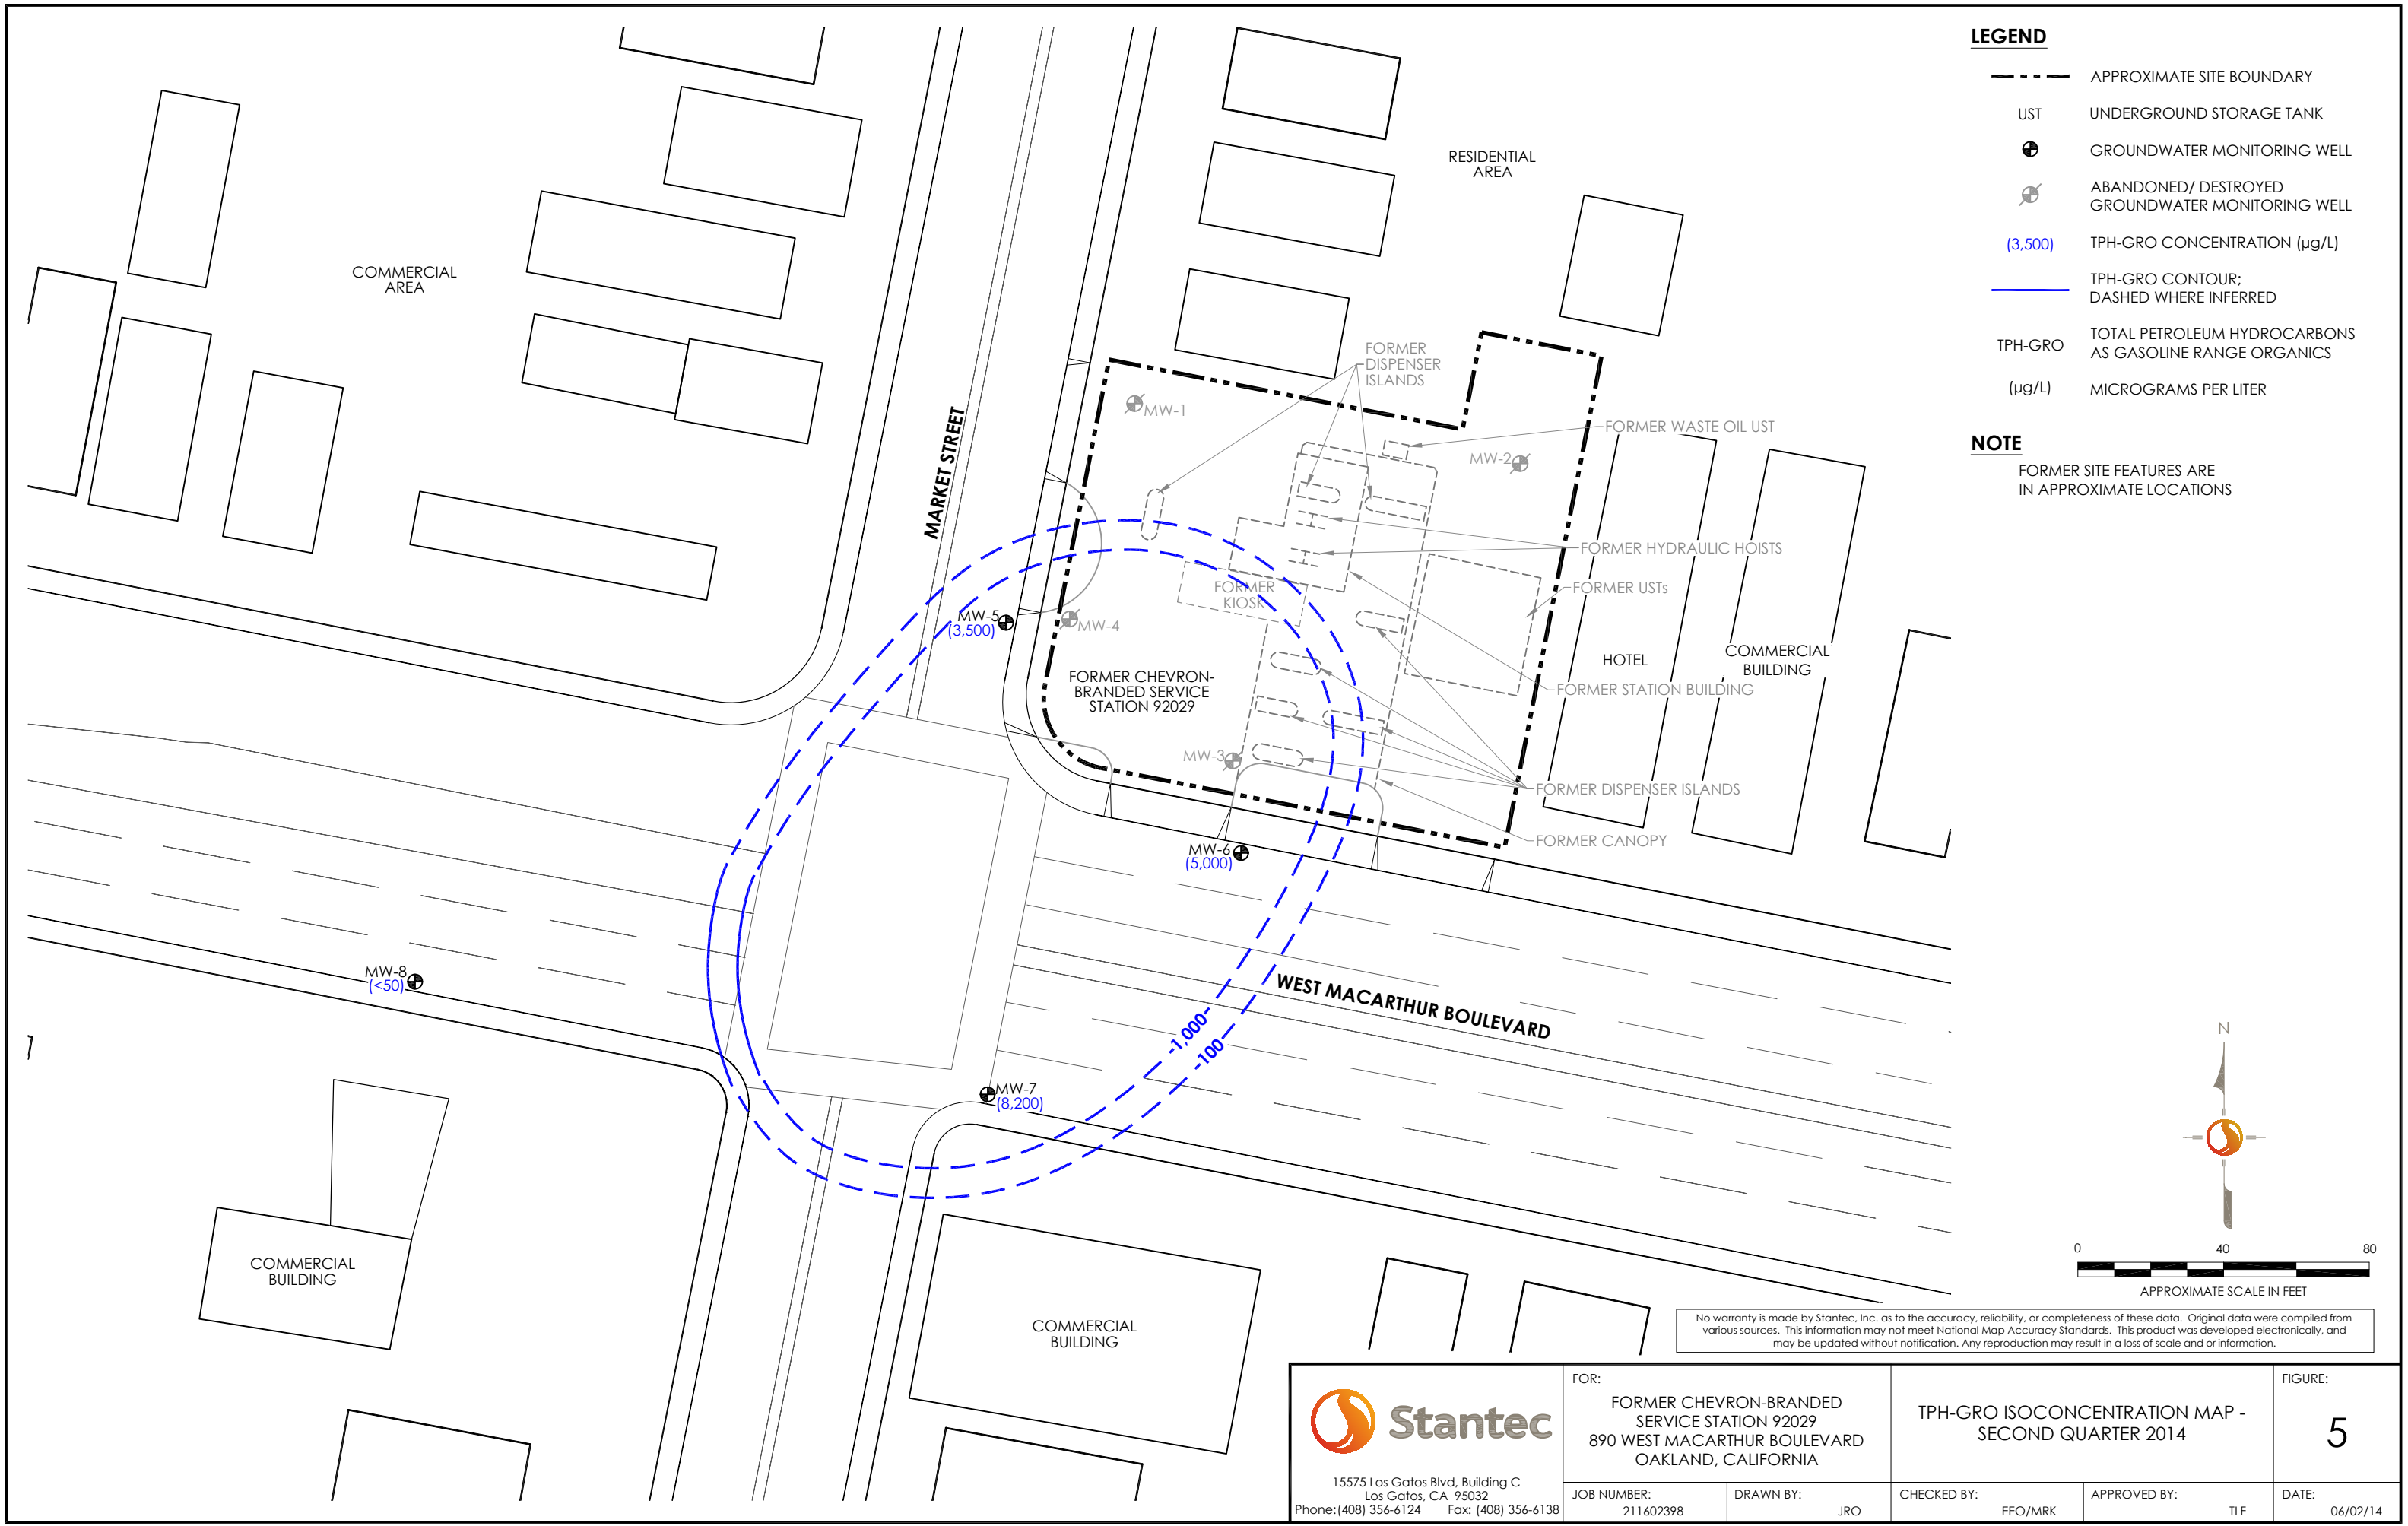 LEGEND
APPROXIMATE SITE BOUNDARY
UST UNDERGROUND STORAGE TANK
GROUNDWATER MONITORING WELL
ABANDONED/ DESTROYED
GROUNDWATER MONITORING WELL
(3,500) TPH-GRO CONCENTRATION (µg/L)
TPH-GRO CONTOUR;
DASHED WHERE INFERRED
TPH-GRO TOTAL PETROLEUM HYDROCARBONS
AS GASOLINE RANGE ORGANICS
(µg/L) MICROGRAMS PER LITER
NOTE
FORMER SITE FEATURES ARE
IN APPROXIMATE LOCATIONS
RESIDENTIAL
AREA
COMMERCIAL
AREA
MARKET STREET
FORMER
DISPENSER
ISLANDS
MW-1
FORMER WASTE OIL UST
MW-2
FORMER HYDRAULIC HOISTS
FORMER USTs
FORMER
KIOSK
MW-5
(3,500)
MW-4
HOTEL
COMMERCIAL
BUILDING
FORMER CHEVRON-
BRANDED SERVICE
STATION 92029
FORMER STATION BUILDING
MW-3
FORMER DISPENSER ISLANDS
FORMER CANOPY
MW-6
(5,000)
MW-8
(<50)
WEST MACARTHUR BOULEVARD
1,000
100
MW-7
(8,200)
COMMERCIAL
BUILDING
COMMERCIAL
BUILDING
N
0 40 80
APPROXIMATE SCALE IN FEET
No warranty is made by Stantec, Inc. as to the accuracy, reliability, or completeness of these data. Original data were compiled from
various sources. This information may not meet National Map Accuracy Standards. This product was developed electronically, and
may be updated without notification. Any reproduction may result in a loss of scale and or information.
Stantec
15575 Los Gatos Blvd, Building C
Los Gatos, CA 95032
Phone:(408) 356-6124 Fax: (408) 356-6138
FOR:
FORMER CHEVRON-BRANDED
SERVICE STATION 92029
890 WEST MACARTHUR BOULEVARD
OAKLAND, CALIFORNIA
TPH-GRO ISOCONCENTRATION MAP -
SECOND QUARTER 2014
FIGURE:
5
JOB NUMBER:
211602398
DRAWN BY:
JRO
CHECKED BY:
EEO/MRK
APPROVED BY:
TLF
DATE:
06/02/14